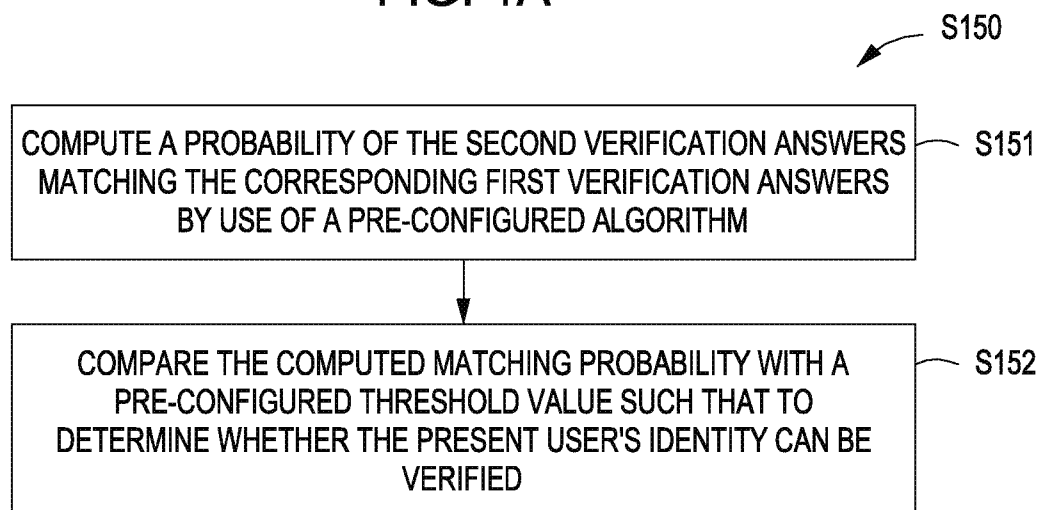 S150
COMPUTE A PROBABILITY OF THE SECOND VERIFICATION ANSWERS
MATCHING THE CORRESPONDING FIRST VERIFICATION ANSWERS
BY USE OF A PRE-CONFIGURED ALGORITHM
S151
COMPARE THE COMPUTED MATCHING PROBABILITY WITH A
PRE-CONFIGURED THRESHOLD VALUE SUCH THAT TO
DETERMINE WHETHER THE PRESENT USER'S IDENTITY CAN BE
VERIFIED
S152